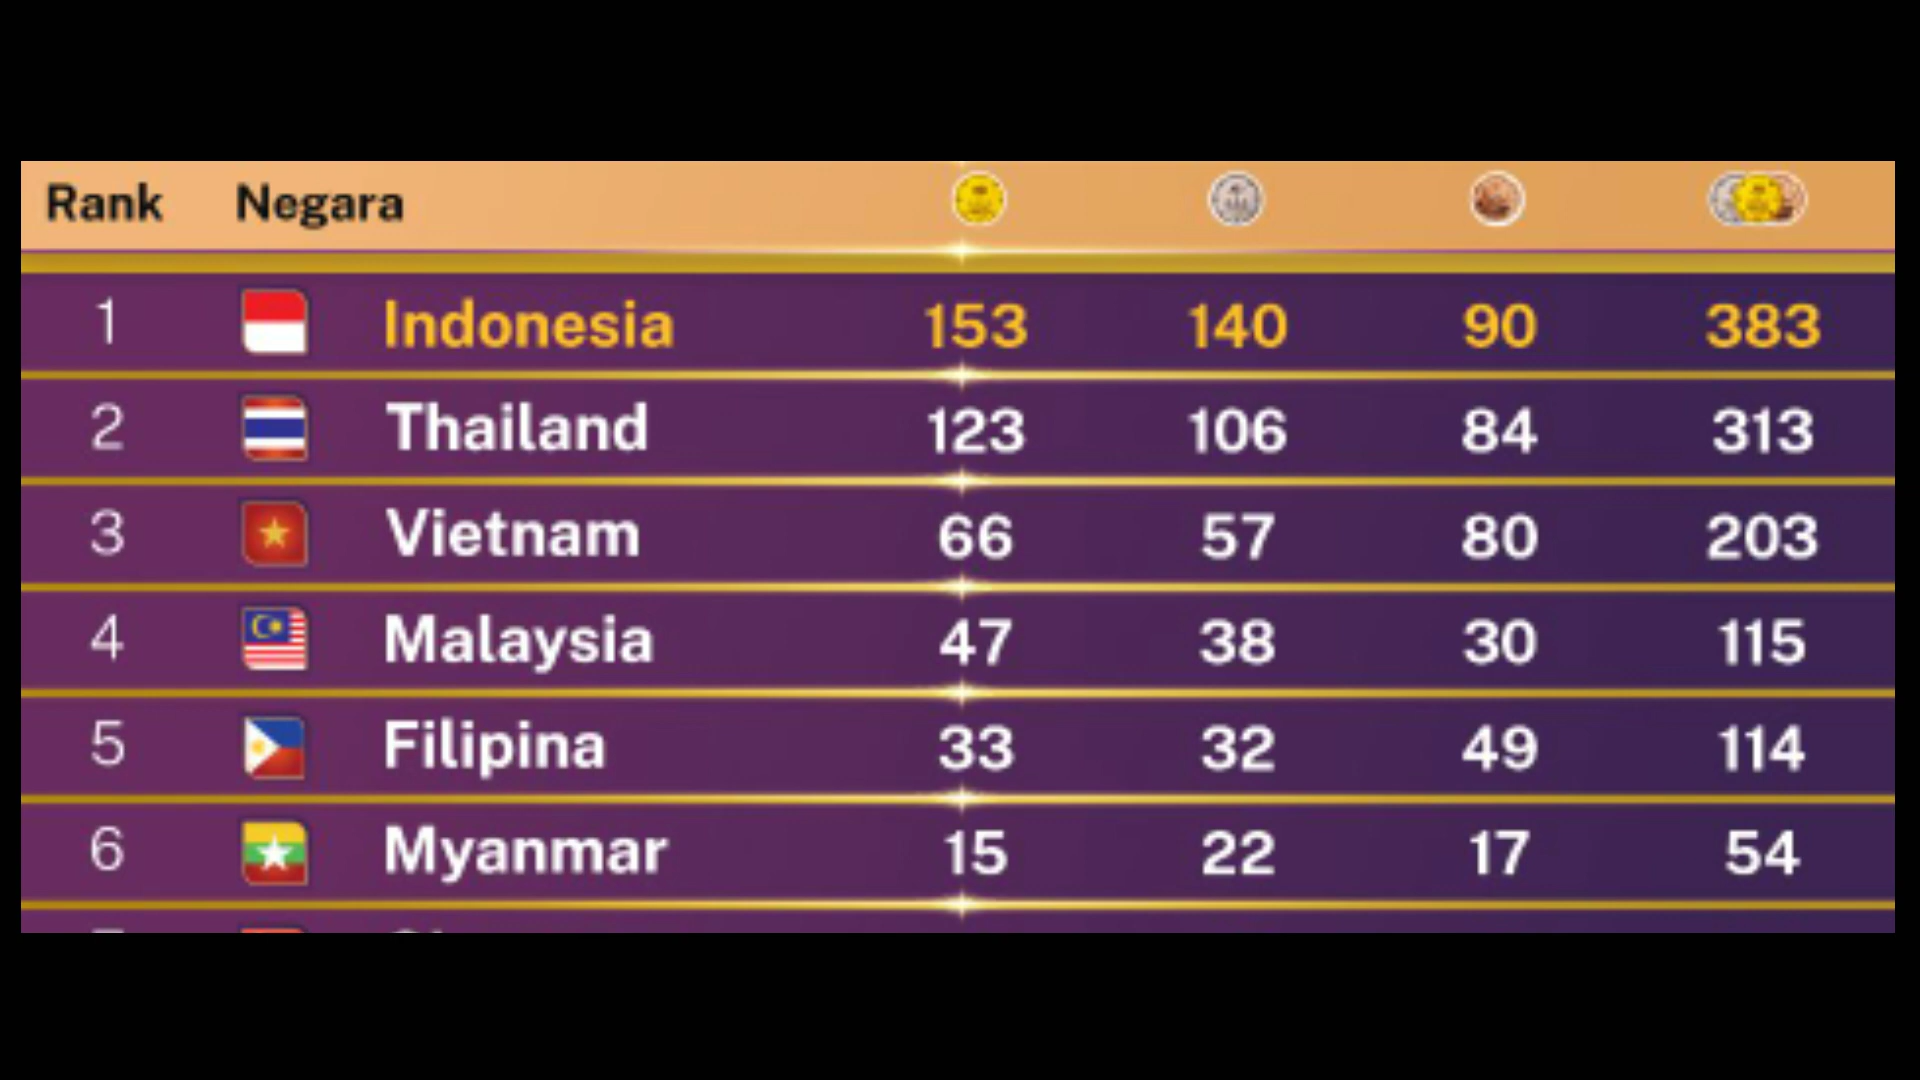 Rank Negara
1 Indonesia 153 140 90 383
2 Thailand 123 106 84 313
3 Vietnam 66 57 80 203
4 Malaysia 47 38 30 115
5 Filipina 33 32 49 114
6 Myanmar 15 22 17 54